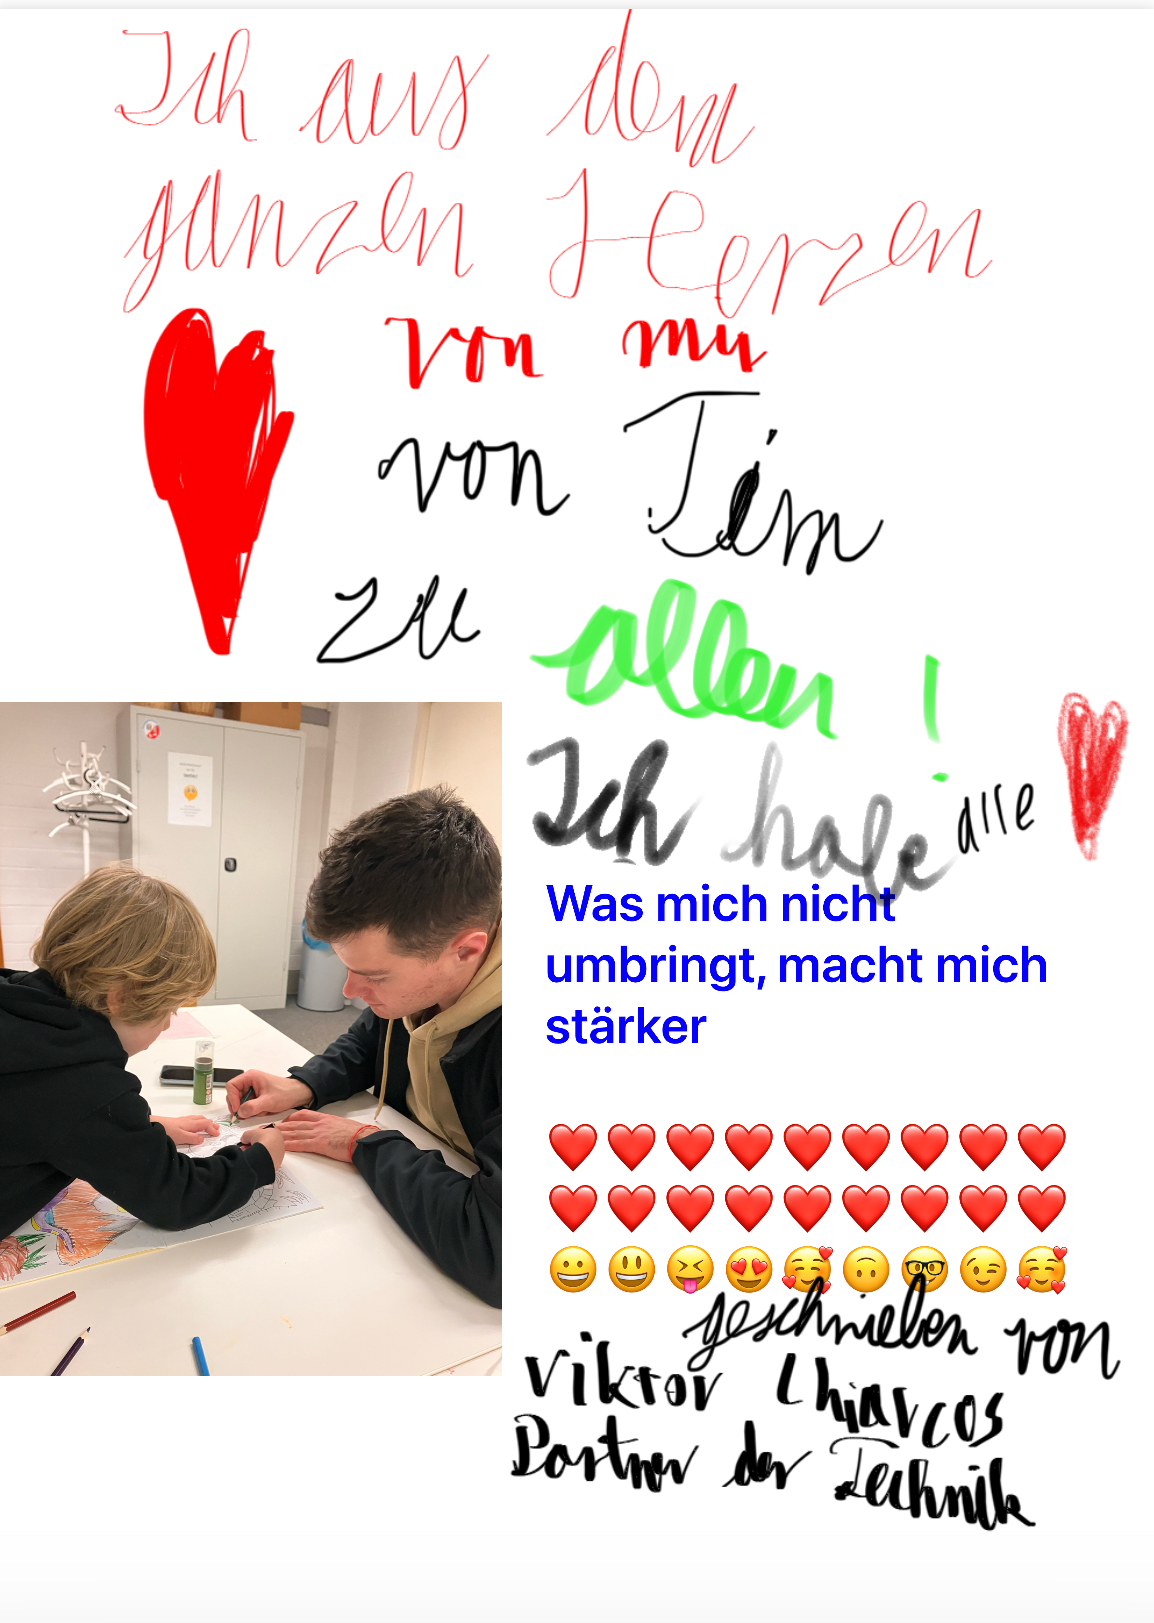 Ich aus dem
ganzen Herzen
von mir
von Tim
zu allen!
Ich habe alle
Was mich nicht
umbringt, macht mich
stärker
❤️❤️❤️❤️❤️❤️❤️❤️❤️
❤️❤️❤️❤️❤️❤️❤️❤️❤️
😀😃😝😍🥰🙃🤓😉🥰
geschrieben von
Viktor Chiarcos
Partner der Technik